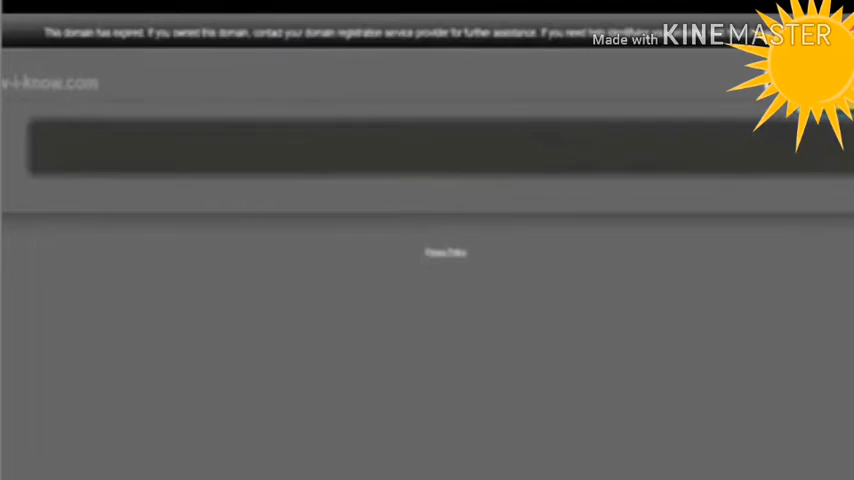 This domain has expired. If you owned this domain, contact your domain registration service provider for further assistance. If you need help identifying
Made with KINEMASTER
v-i-know.com
Privacy Policy